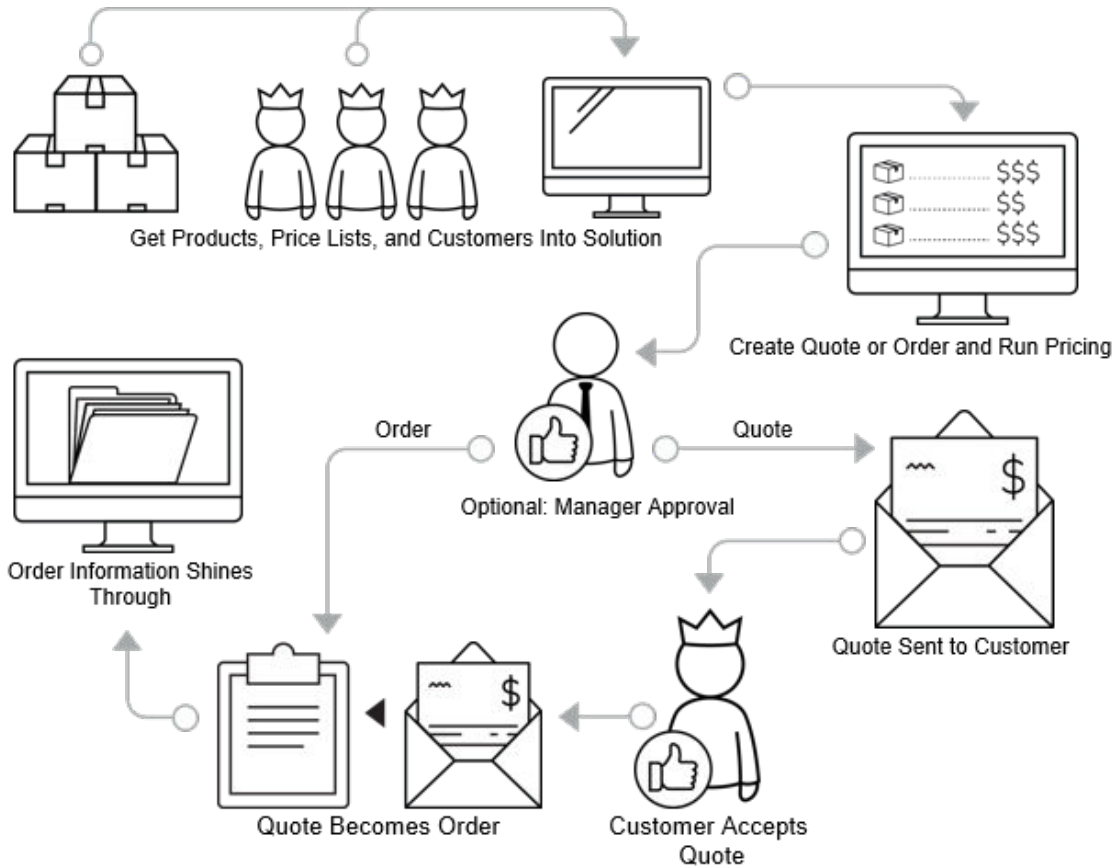 Get Products, Price Lists, and Customers Into Solution
$$$
$$
$$$
Create Quote or Order and Run Pricing
Order
Quote
Optional: Manager Approval
$
Quote Sent to Customer
Order Information Shines
Through
$
Quote Becomes Order
Customer Accepts
Quote